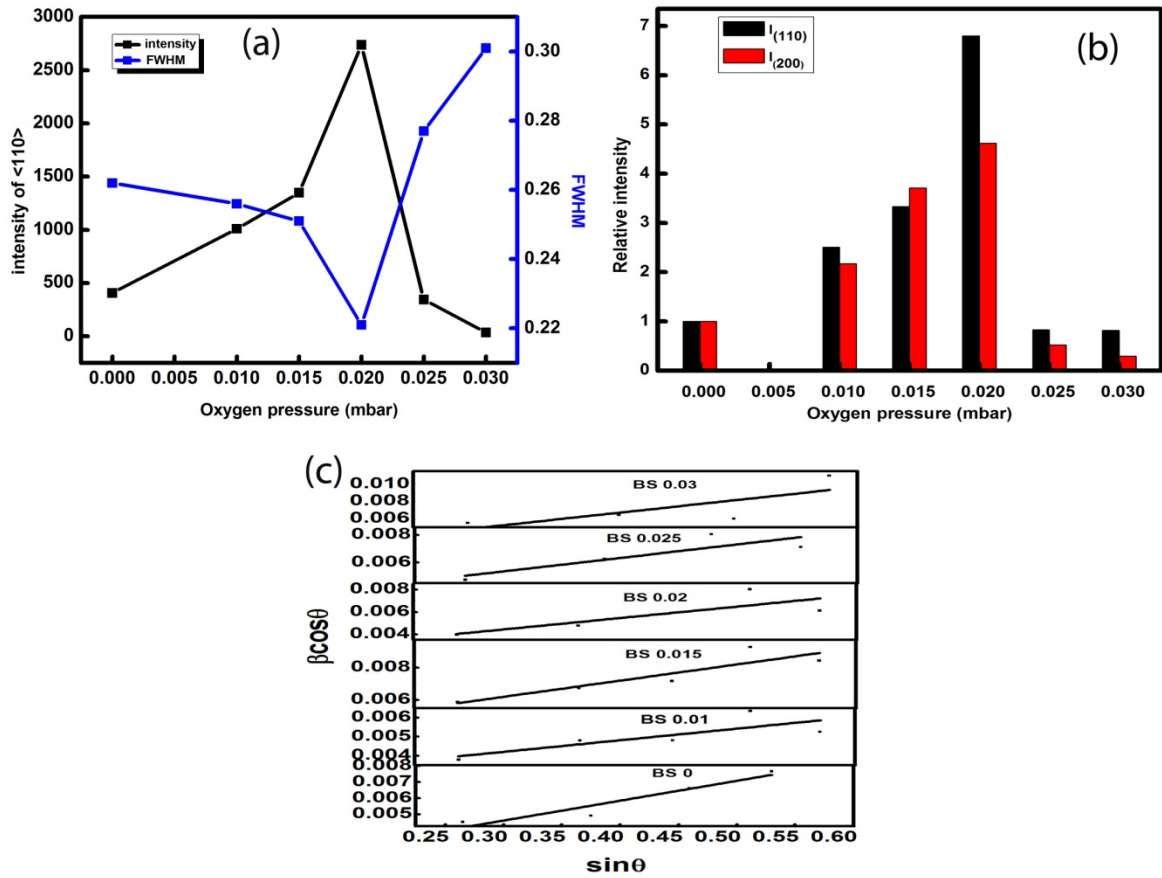 (a)
intensity
FWHM
3000
2500
2000
1500
1000
500
0
intensity of <110>
0.30
0.28
0.26
0.24
0.22
FWHM
0.000 0.005 0.010 0.015 0.020 0.025 0.030
Oxygen pressure (mbar)
(b)
I(110)
I(200)
7
6
5
4
3
2
1
0
Relative intensity
0.000 0.005 0.010 0.015 0.020 0.025 0.030
Oxygen pressure (mbar)
(c)
BS 0.03
0.010
0.008
0.006
BS 0.025
0.008
0.006
BS 0.02
0.008
0.006
0.004
BS 0.015
0.008
0.006
BS 0.01
0.006
0.005
0.004
BS 0
0.008
0.007
0.006
0.005
βcosθ
0.25 0.30 0.35 0.40 0.45 0.50 0.55 0.60
sinθ